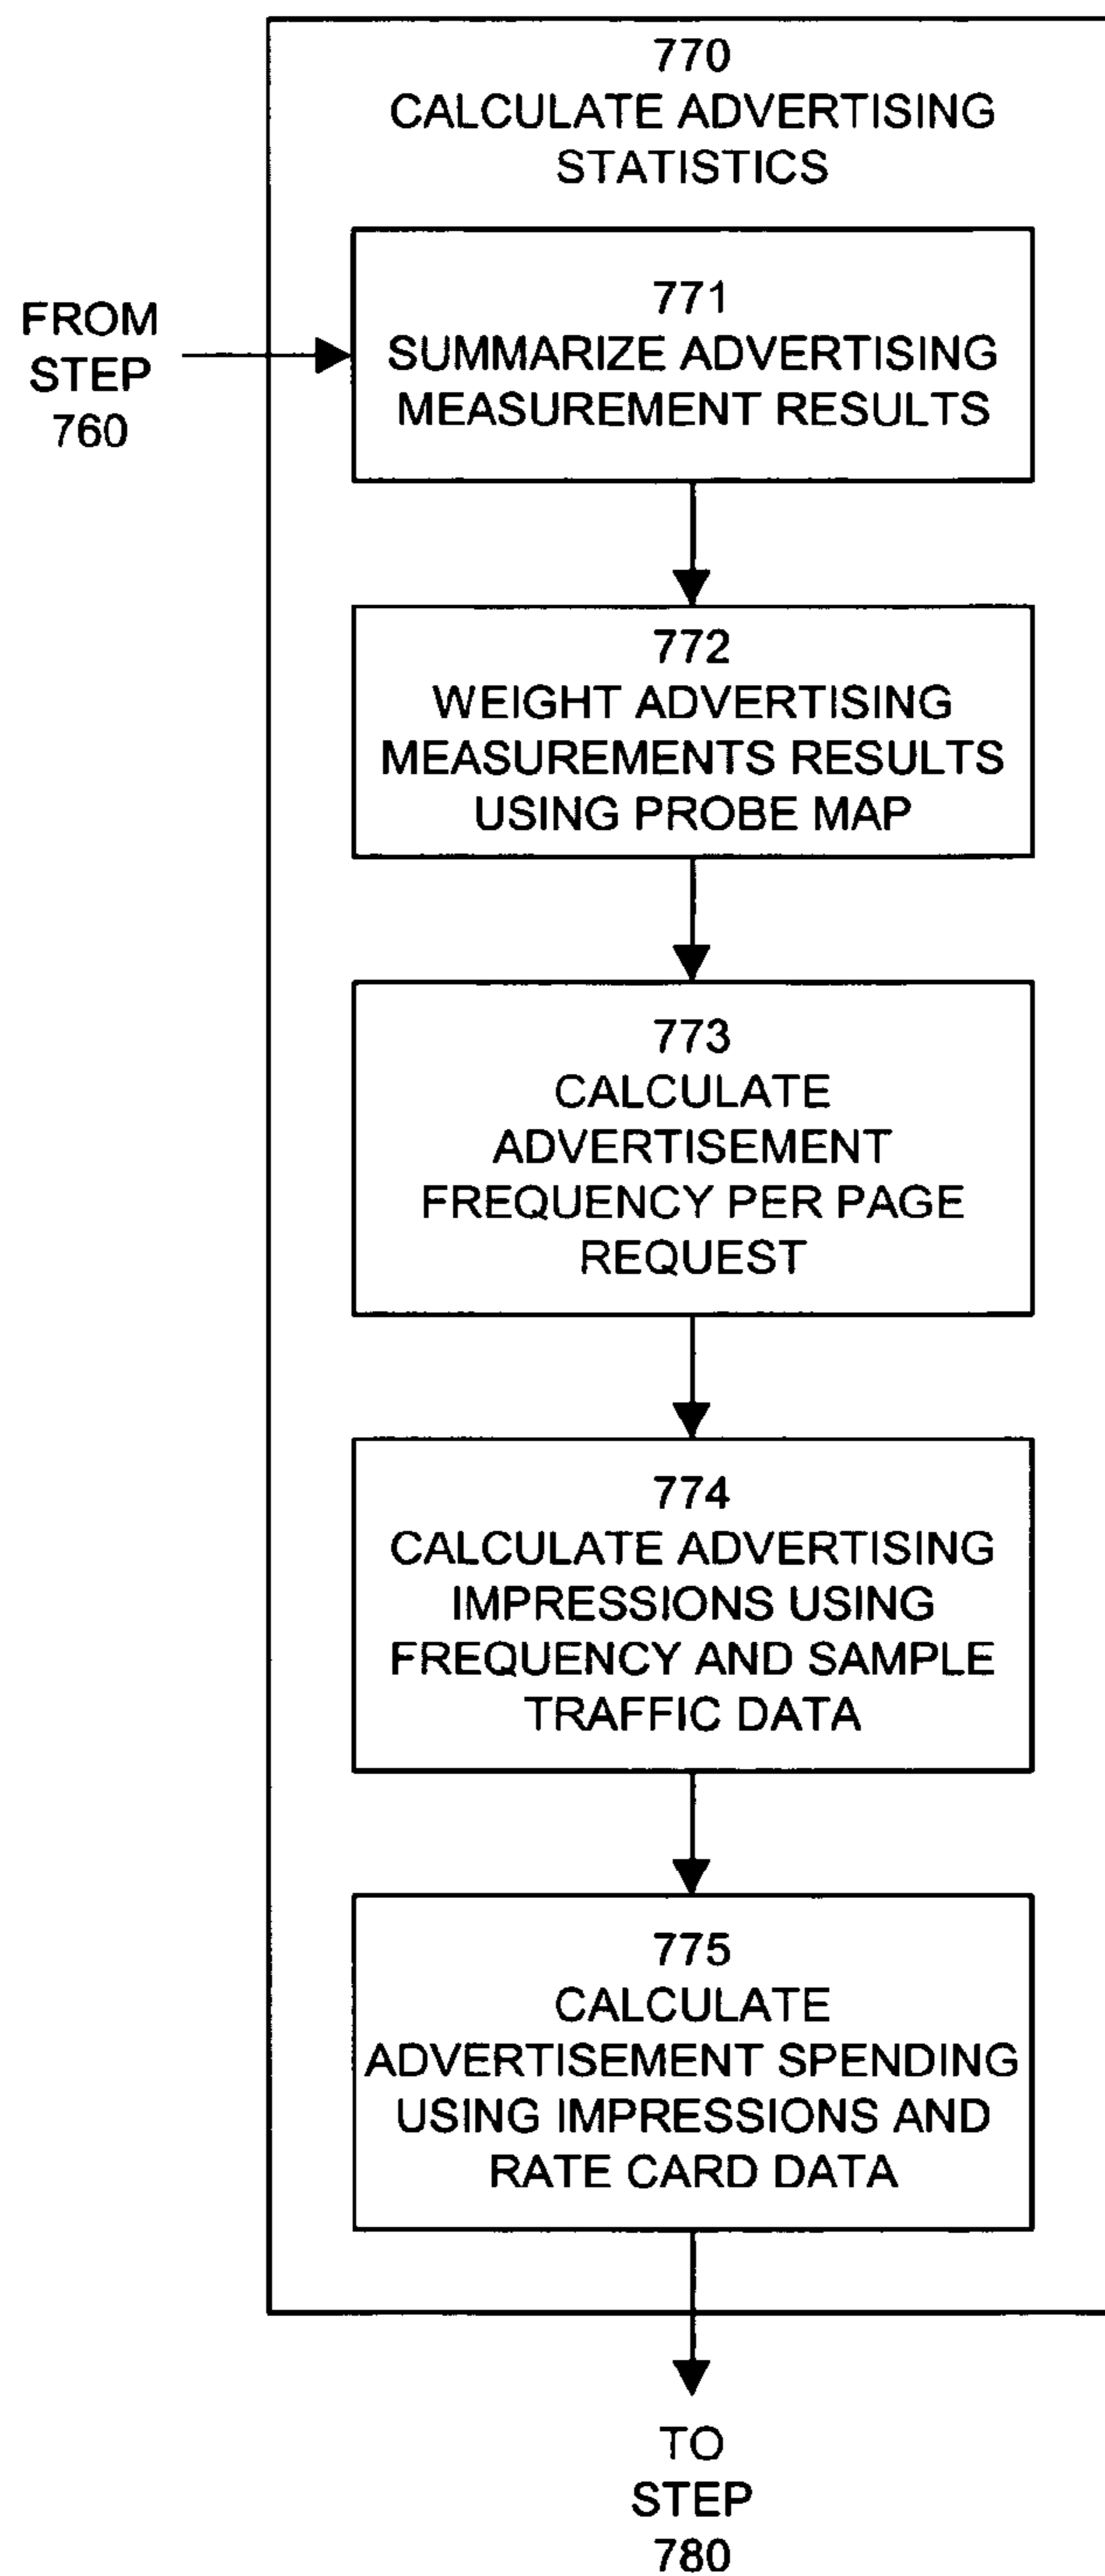 770
CALCULATE ADVERTISING
STATISTICS
FROM
STEP
760
771
SUMMARIZE ADVERTISING
MEASUREMENT RESULTS
772
WEIGHT ADVERTISING
MEASUREMENTS RESULTS
USING PROBE MAP
773
CALCULATE
ADVERTISEMENT
FREQUENCY PER PAGE
REQUEST
774
CALCULATE ADVERTISING
IMPRESSIONS USING
FREQUENCY AND SAMPLE
TRAFFIC DATA
775
CALCULATE
ADVERTISEMENT SPENDING
USING IMPRESSIONS AND
RATE CARD DATA
TO
STEP
780